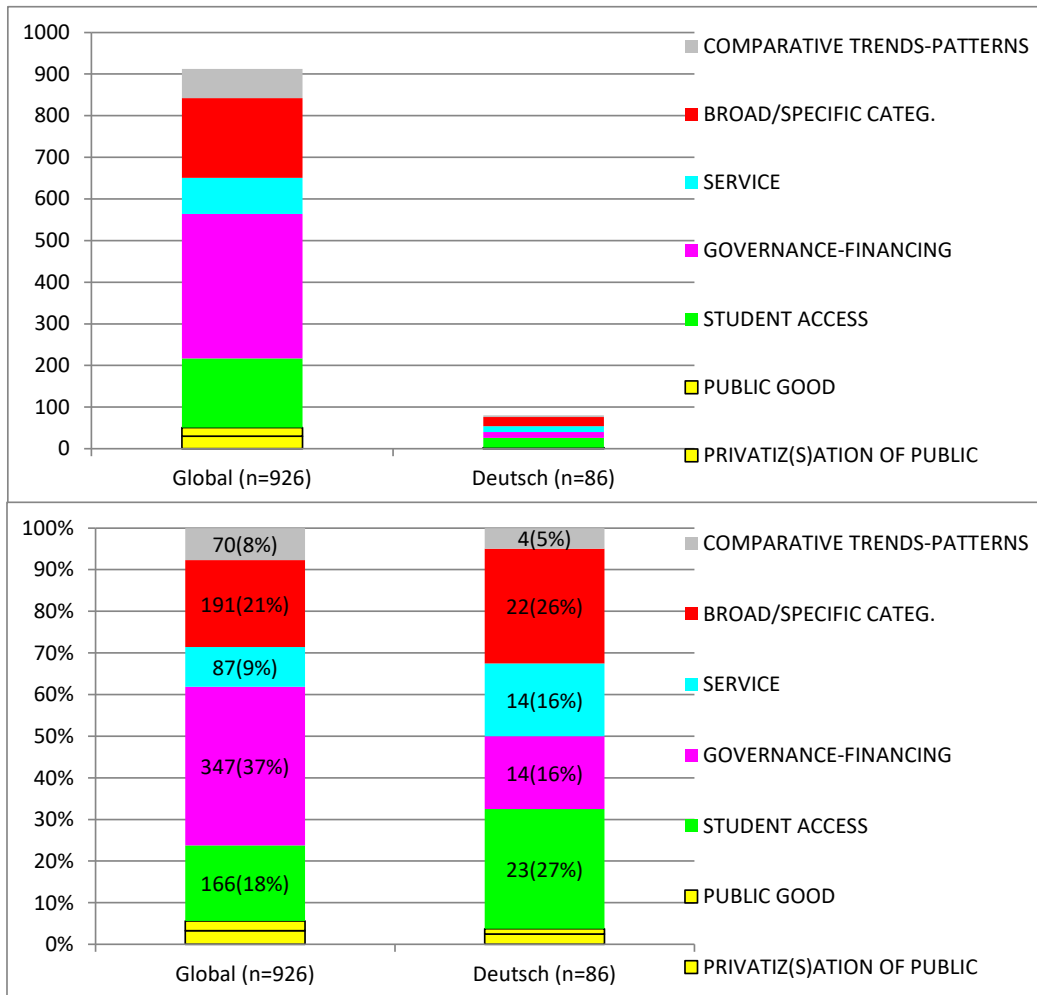 1000
900
800
700
600
500
400
300
200
100
0
Global (n=926)
Deutsch (n=86)
COMPARATIVE TRENDS-PATTERNS
BROAD/SPECIFIC CATEG.
SERVICE
GOVERNANCE-FINANCING
STUDENT ACCESS
PUBLIC GOOD
PRIVATIZ(S)ATION OF PUBLIC
100%
90%
80%
70%
60%
50%
40%
30%
20%
10%
0%
70(8%)
191(21%)
87(9%)
347(37%)
166(18%)
4(5%)
22(26%)
14(16%)
14(16%)
23(27%)
Global (n=926)
Deutsch (n=86)
COMPARATIVE TRENDS-PATTERNS
BROAD/SPECIFIC CATEG.
SERVICE
GOVERNANCE-FINANCING
STUDENT ACCESS
PUBLIC GOOD
PRIVATIZ(S)ATION OF PUBLIC